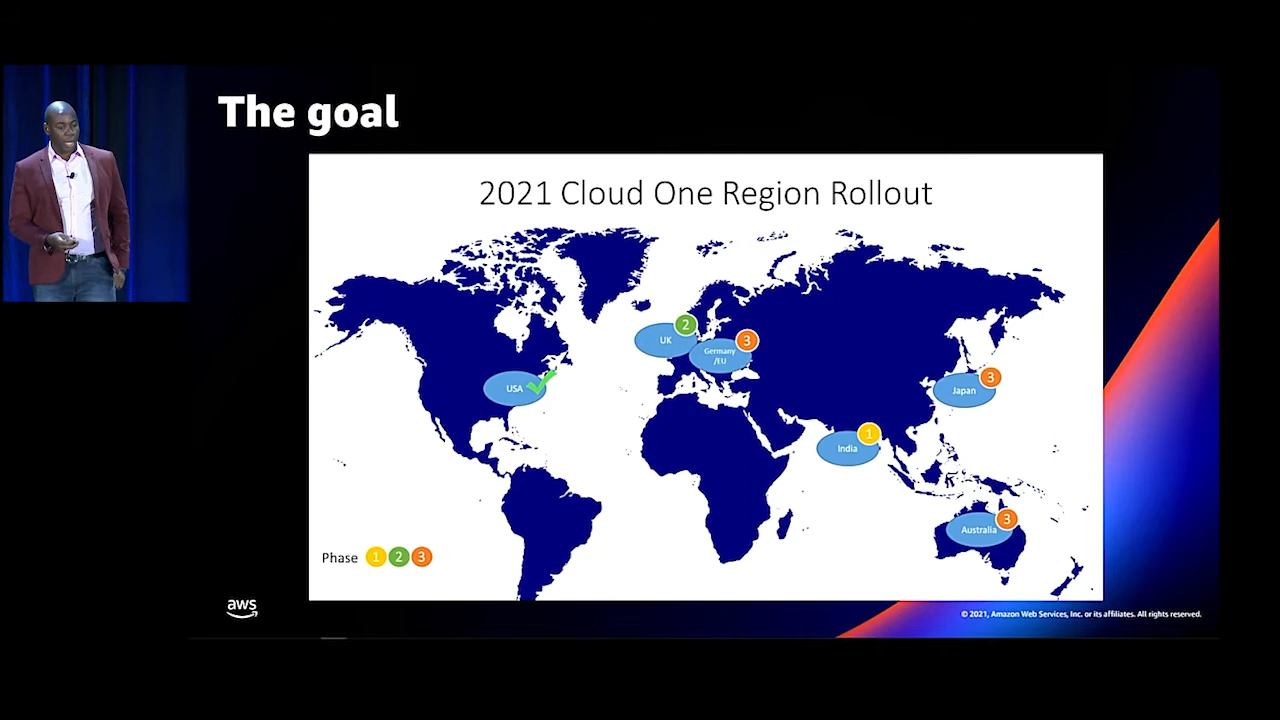 The goal
2021 Cloud One Region Rollout
UK
2
Germany
/EU
3
USA
Japan
3
India
1
Australia
3
Phase 1 2 3
aws
© 2021, Amazon Web Services, Inc. or its affiliates. All rights reserved.